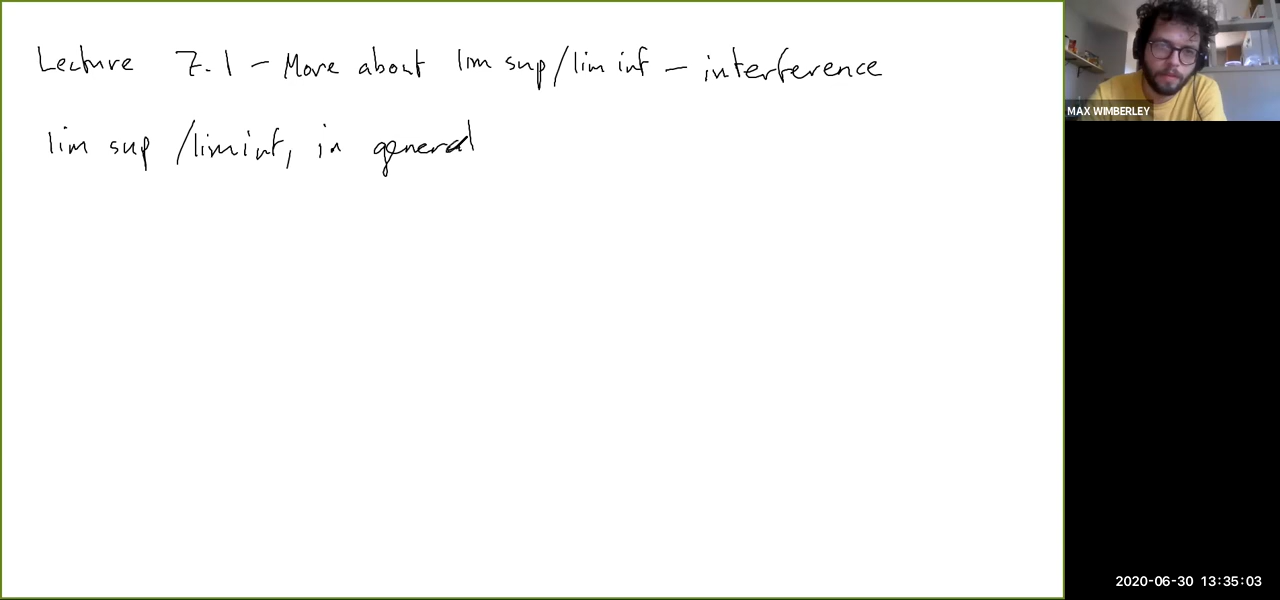 Lecture 7.1 – More about lim sup/lim inf – interference
lim sup /liminf, in general
MAX WIMBERLEY
2020-06-30 13:35:03